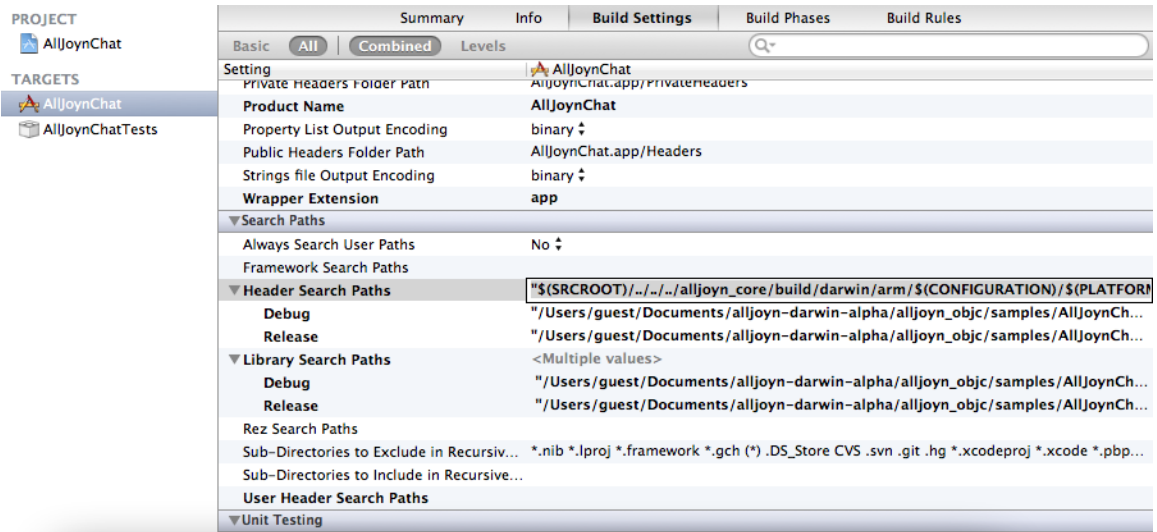 PROJECT
AllJoynChat
TARGETS
AllJoynChat
AllJoynChatTests
Summary Info Build Settings Build Phases Build Rules
Basic All Combined Levels
Setting AllJoynChat
Private Headers Folder Path AllJoynChat.app/PrivateHeaders
Product Name AllJoynChat
Property List Output Encoding binary
Public Headers Folder Path AllJoynChat.app/Headers
Strings file Output Encoding binary
Wrapper Extension app
Search Paths
Always Search User Paths No
Framework Search Paths
Header Search Paths "$(SRCROOT)/../../../alljoyn_core/build/darwin/arm/$(CONFIGURATION)/$(PLATFORM
Debug "/Users/guest/Documents/alljoyn-darwin-alpha/alljoyn_objc/samples/AllJoynCh...
Release "/Users/guest/Documents/alljoyn-darwin-alpha/alljoyn_objc/samples/AllJoynCh...
Library Search Paths <Multiple values>
Debug "/Users/guest/Documents/alljoyn-darwin-alpha/alljoyn_objc/samples/AllJoynCh...
Release "/Users/guest/Documents/alljoyn-darwin-alpha/alljoyn_objc/samples/AllJoynCh...
Rez Search Paths
Sub-Directories to Exclude in Recursiv... *.nib *.lproj *.framework *.gch (*) .DS_Store CVS .svn .git .hg *.xcodeproj *.xcode *.pbp...
Sub-Directories to Include in Recursive...
User Header Search Paths
Unit Testing